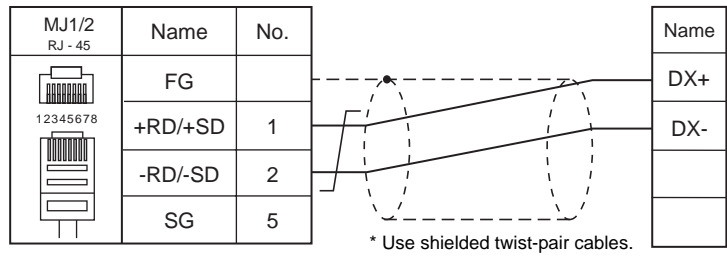 MJ1/2 Name No. Name
RJ - 45
FG DX+
12345678 +RD/+SD 1 DX-
-RD/-SD 2
SG 5
* Use shielded twist-pair cables.